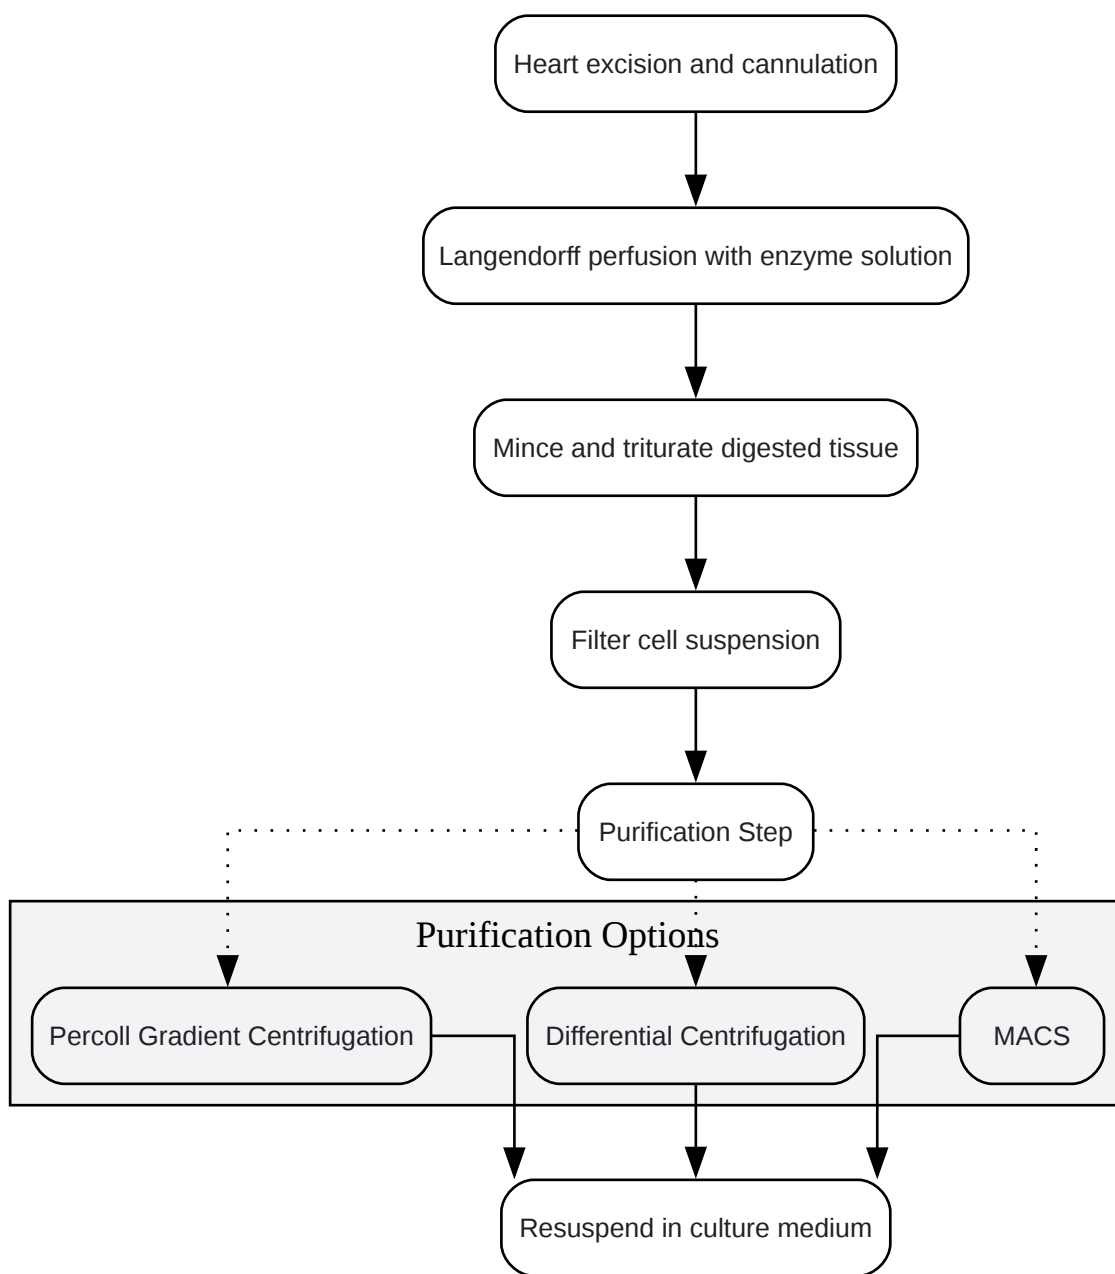 Heart excision and cannulation
Langendorff perfusion with enzyme solution
Mince and triturate digested tissue
Filter cell suspension
Purification Step
Purification Options
Percoll Gradient Centrifugation
Differential Centrifugation
MACS
Resuspend in culture medium